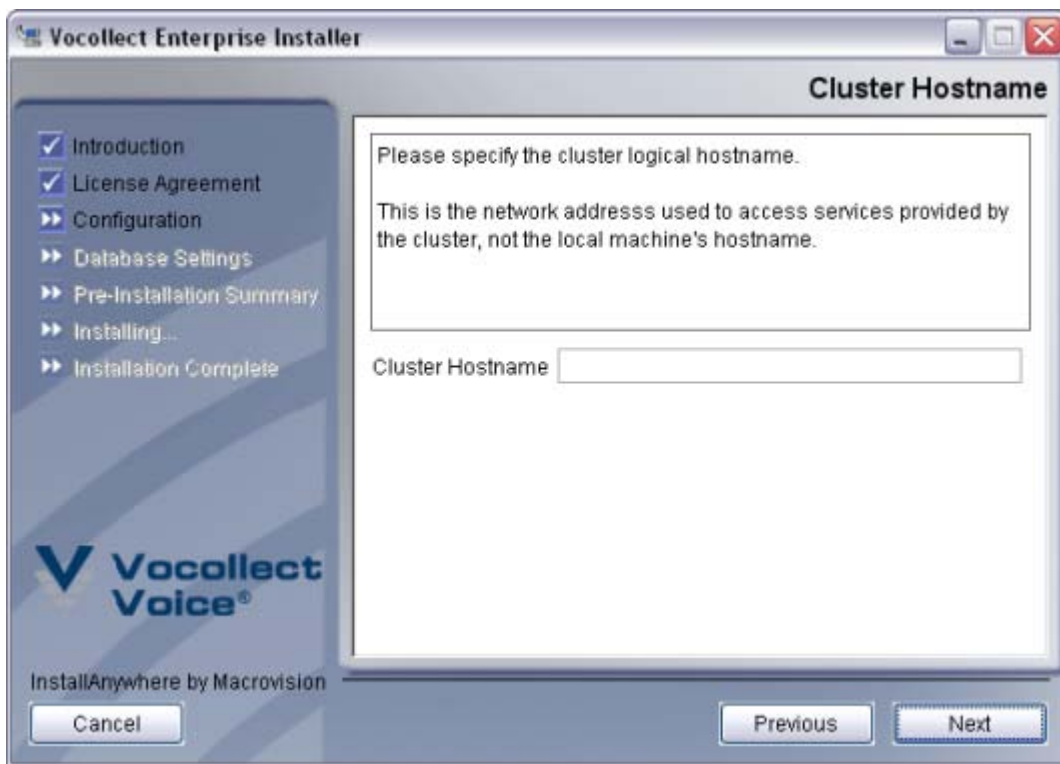 Vocollect Enterprise Installer
Cluster Hostname
Introduction
License Agreement
Configuration
Database Settings
Pre-Installation Summary
Installing...
Installation Complete
Please specify the cluster logical hostname.
This is the network addresss used to access services provided by
the cluster, not the local machine's hostname.
Cluster Hostname
Vocollect
Voice®
InstallAnywhere by Macrovision
Cancel
Previous
Next